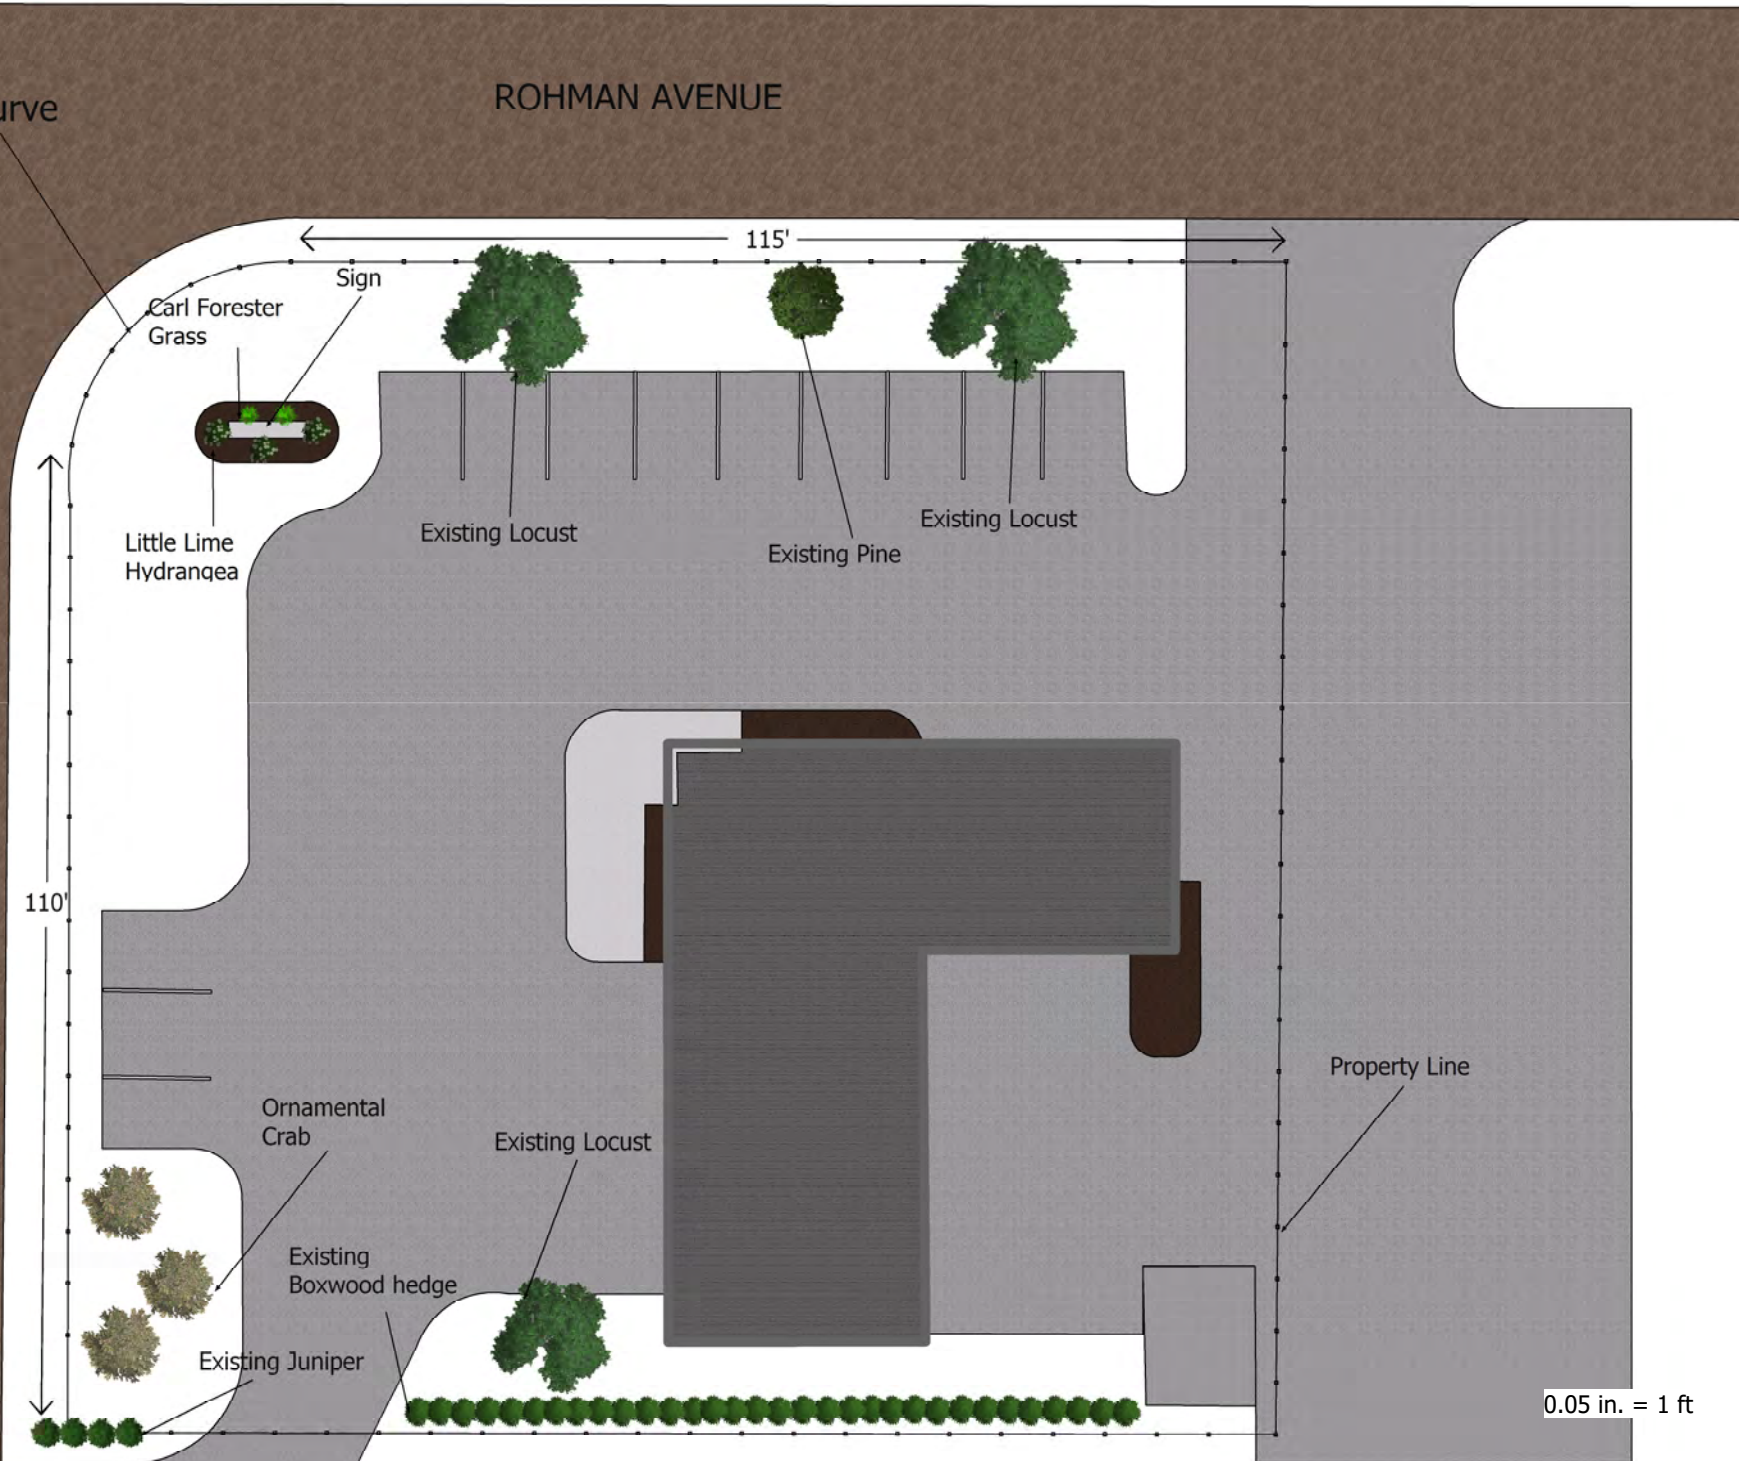 ROHMAN AVENUE
urve
115'
Sign
Carl Forester
Grass
Existing Locust
Existing Locust
Existing Pine
Little Lime
Hydrangea
110'
Property Line
Ornamental
Crab
Existing Locust
Existing
Boxwood hedge
Existing Juniper
0.05 in. = 1 ft